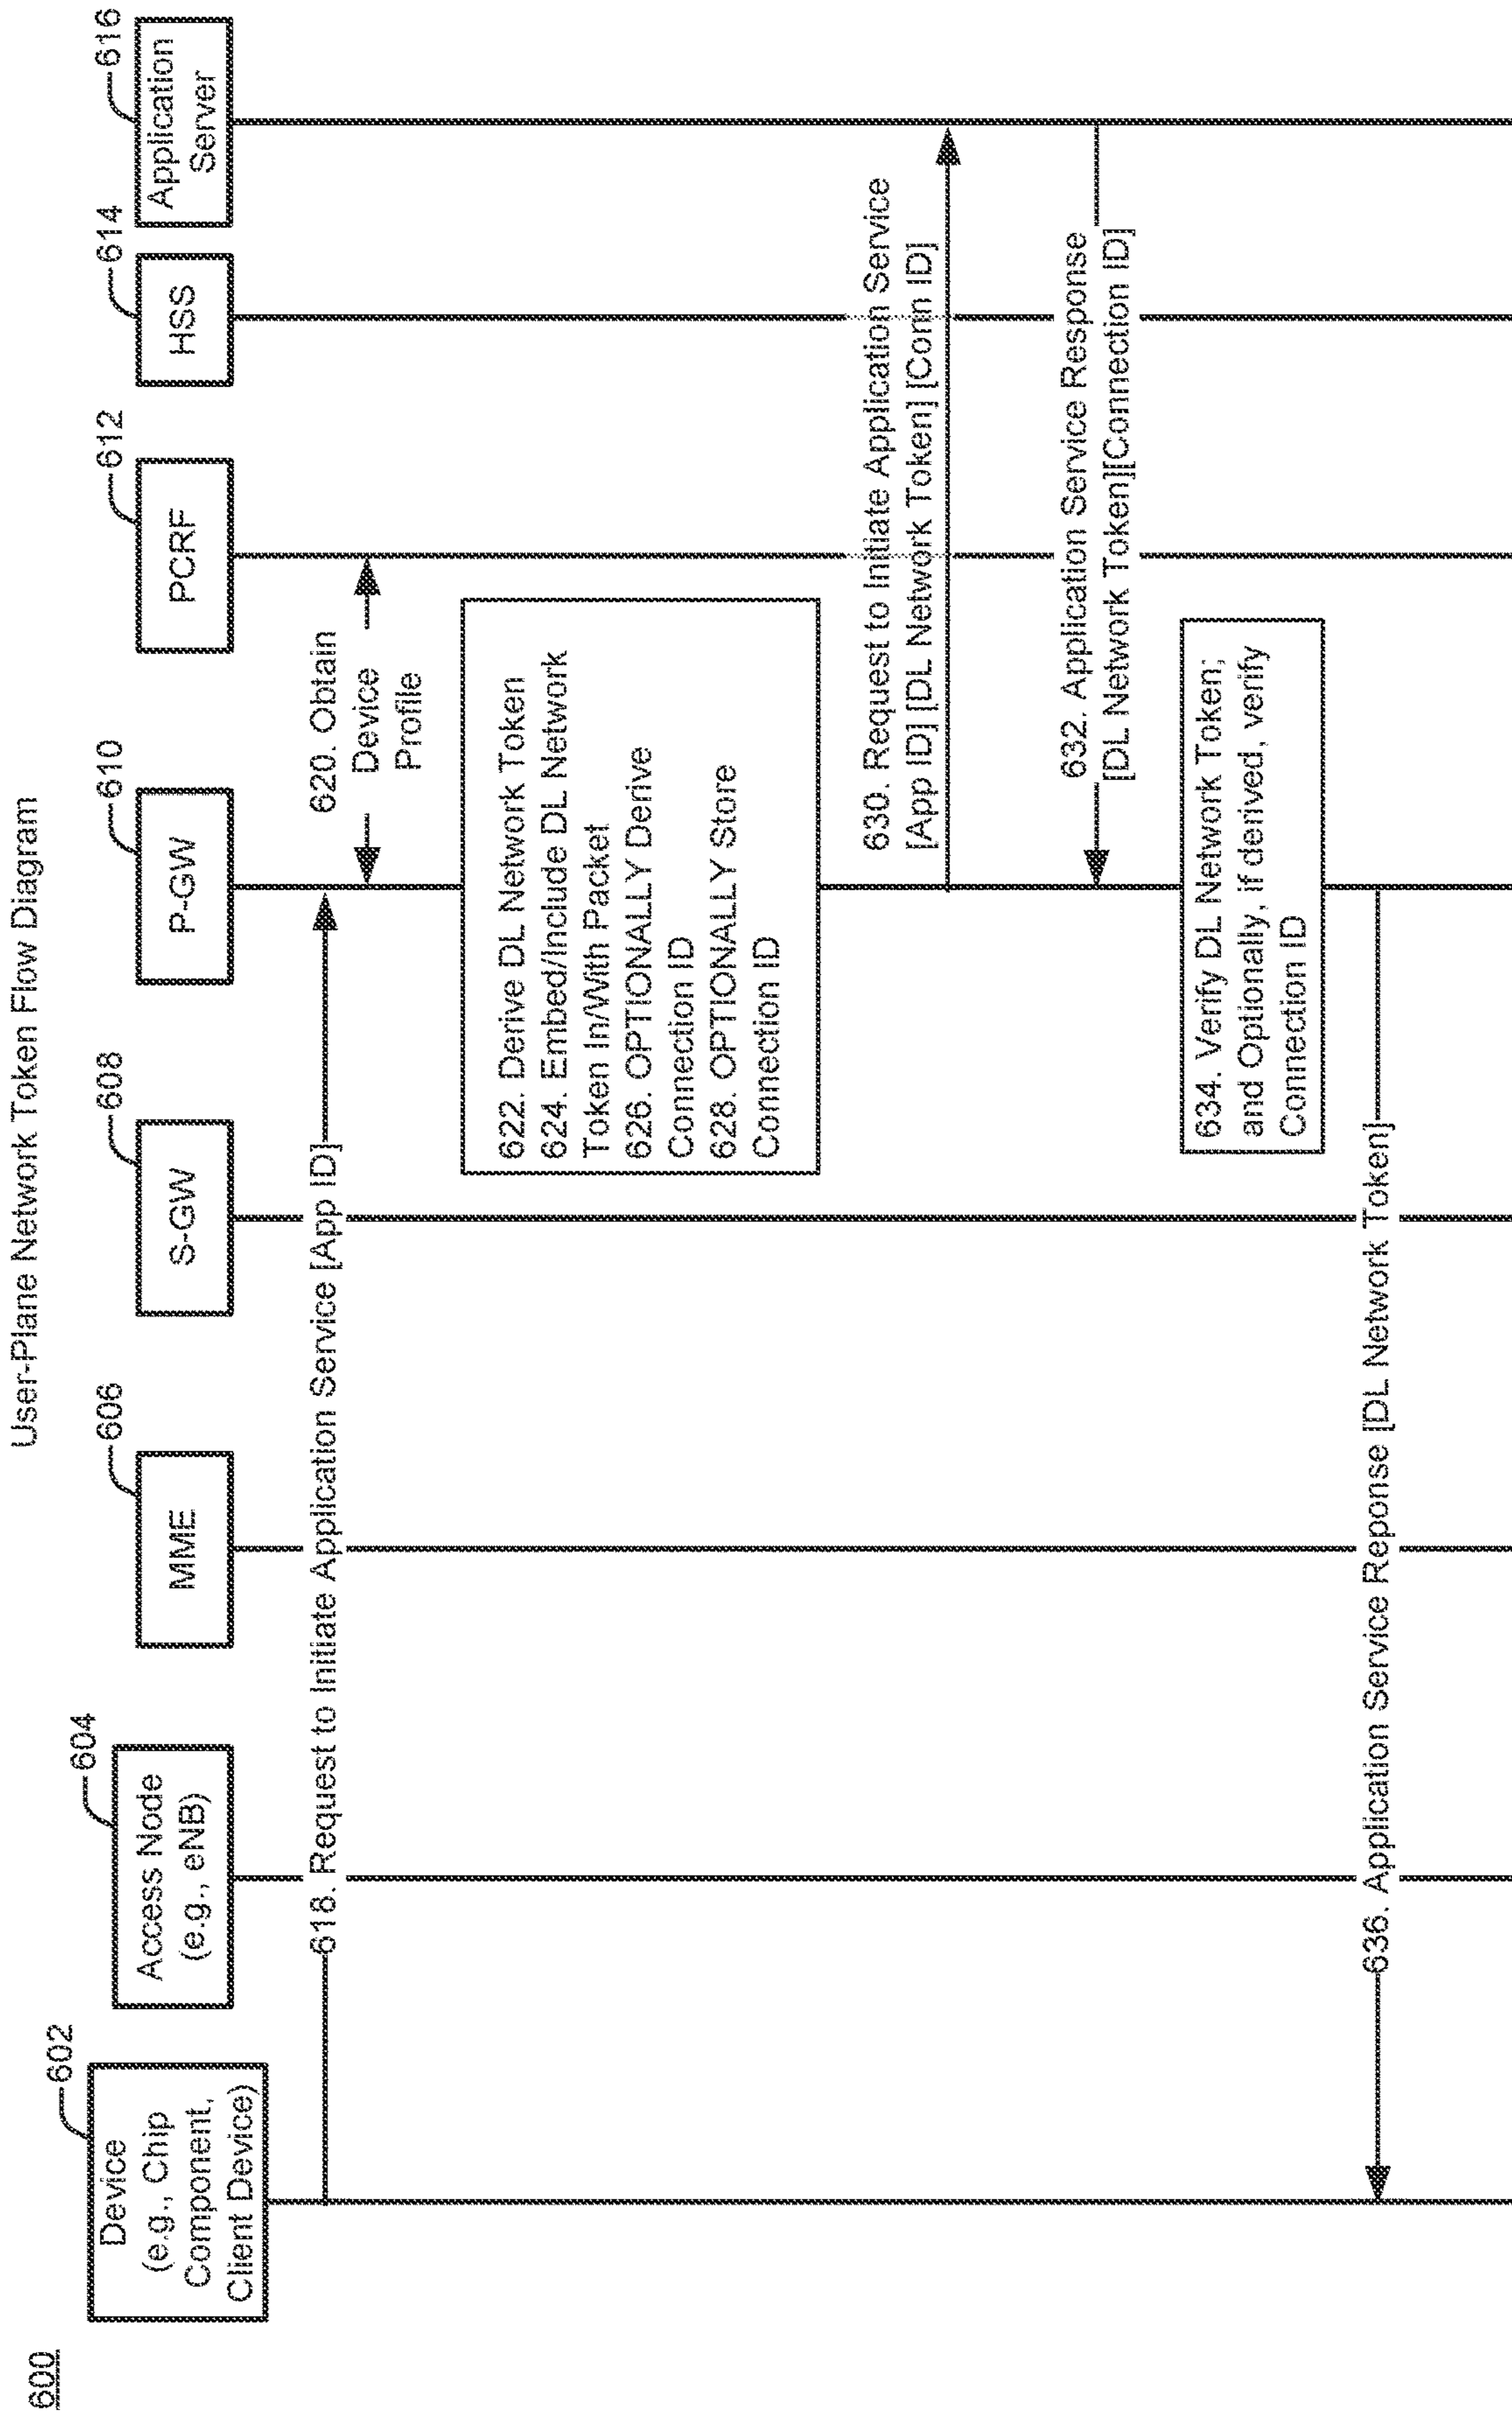 600
User-Plane Network Token Flow Diagram
602
Device
(e.g., Chip
Component,
Client Device)
604
Access Node
(e.g., eNB)
606
MME
608
S-GW
610
P-GW
612
PCRF
614
HSS
616
Application
Server
618. Request to Initiate Application Service [App ID]
620. Obtain
Device
Profile
622. Derive DL Network Token
624. Embed/Include DL Network
Token In/With Packet
626. OPTIONALLY Derive
Connection ID
628. OPTIONALLY Store
Connection ID
630. Request to Initiate Application Service
[App ID] [DL Network Token] [Conn ID]
632. Application Service Response
[DL Network Token][Connection ID]
634. Verify DL Network Token;
and Optionally, if derived, verify
Connection ID
636. Application Service Reponse [DL Network Token]